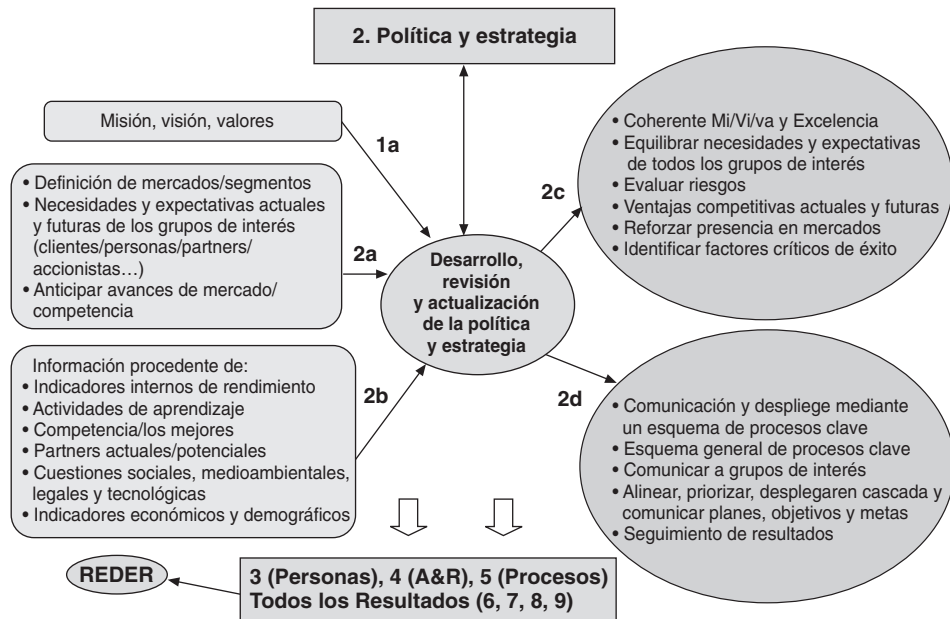 2. Política y estrategia
Misión, visión, valores
1a
• Definición de mercados/segmentos
• Necesidades y expectativas actuales
y futuras de los grupos de interés
(clientes/personas/partners/
accionistas…)
• Anticipar avances de mercado/
competencia
2a
Información procedente de:
• Indicadores internos de rendimiento
• Actividades de aprendizaje
• Competencia/los mejores
• Partners actuales/potenciales
• Cuestiones sociales, medioambientales,
legales y tecnológicas
• Indicadores económicos y demográficos
2b
Desarrollo,
revisión
y actualización
de la política
y estrategia
2c
• Coherente Mi/Vi/va y Excelencia
• Equilibrar necesidades y expectativas
de todos los grupos de interés
• Evaluar riesgos
• Ventajas competitivas actuales y futuras
• Reforzar presencia en mercados
• Identificar factores críticos de éxito
2d
• Comunicación y despliege mediante
un esquema de procesos clave
• Esquema general de procesos clave
• Comunicar a grupos de interés
• Alinear, priorizar, desplegaren cascada y
comunicar planes, objetivos y metas
• Seguimiento de resultados
REDER
3 (Personas), 4 (A&R), 5 (Procesos)
Todos los Resultados (6, 7, 8, 9)